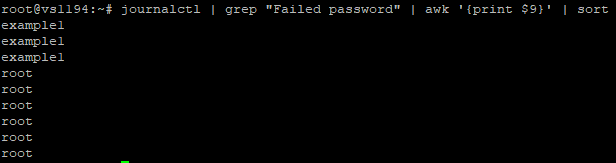 root@vs1194:~# journalctl | grep "Failed password" | awk '{print $9}' | sort
example1
example1
example1
root
root
root
root
root
root